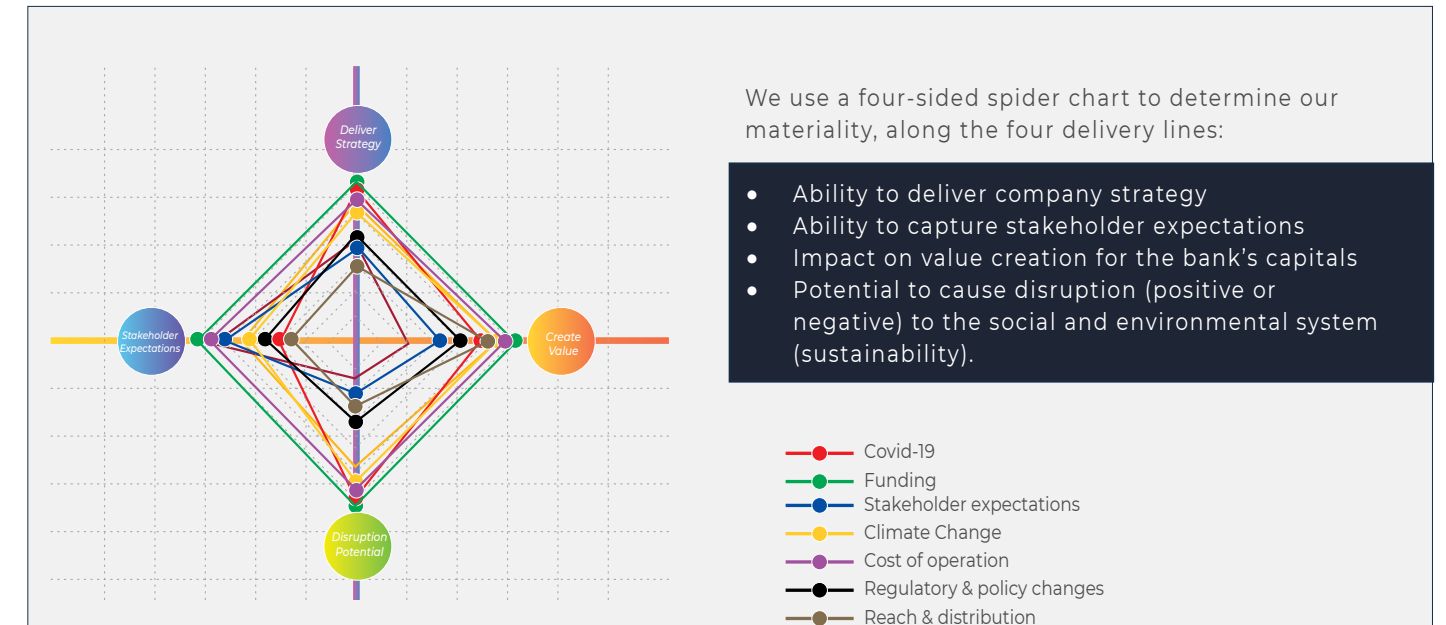 Deliver
Strategy
Stakeholder
Expectations
Create
Value
Disruption
Potential
We use a four-sided spider chart to determine our
materiality, along the four delivery lines:
• Ability to deliver company strategy
• Ability to capture stakeholder expectations
• Impact on value creation for the bank’s capitals
• Potential to cause disruption (positive or
negative) to the social and environmental system
(sustainability).
Covid-19
Funding
Stakeholder expectations
Climate Change
Cost of operation
Regulatory & policy changes
Reach & distribution